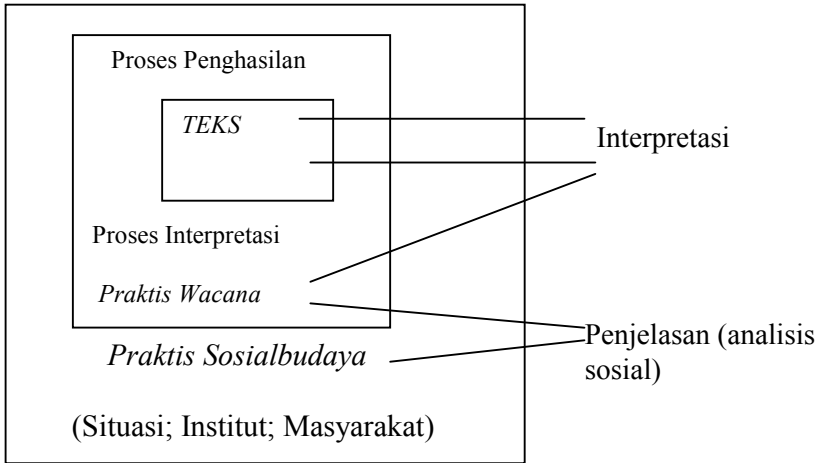 Proses Penghasilan
TEKS
Interpretasi
Proses Interpretasi
Praktis Wacana
Praktis Sosialbudaya
Penjelasan (analisis
sosial)
(Situasi; Institut; Masyarakat)